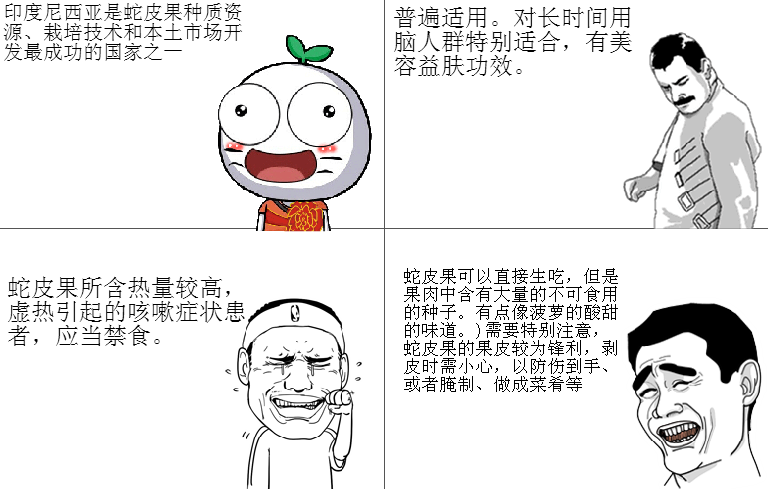 印度尼西亚是蛇皮果种质资
源、栽培技术和本土市场开
发最成功的国家之一
普遍适用。对长时间用
脑人群特别适合，有美
容益肤功效。
蛇皮果所含热量较高，
虚热引起的咳嗽症状患
者，应当禁食。
蛇皮果可以直接生吃，但是
果肉中含有大量的不可食用
的种子。有点像菠萝的酸甜
的味道。)需要特别注意，
蛇皮果的果皮较为锋利，剥
皮时需小心，以防伤到手、
或者腌制、做成菜肴等